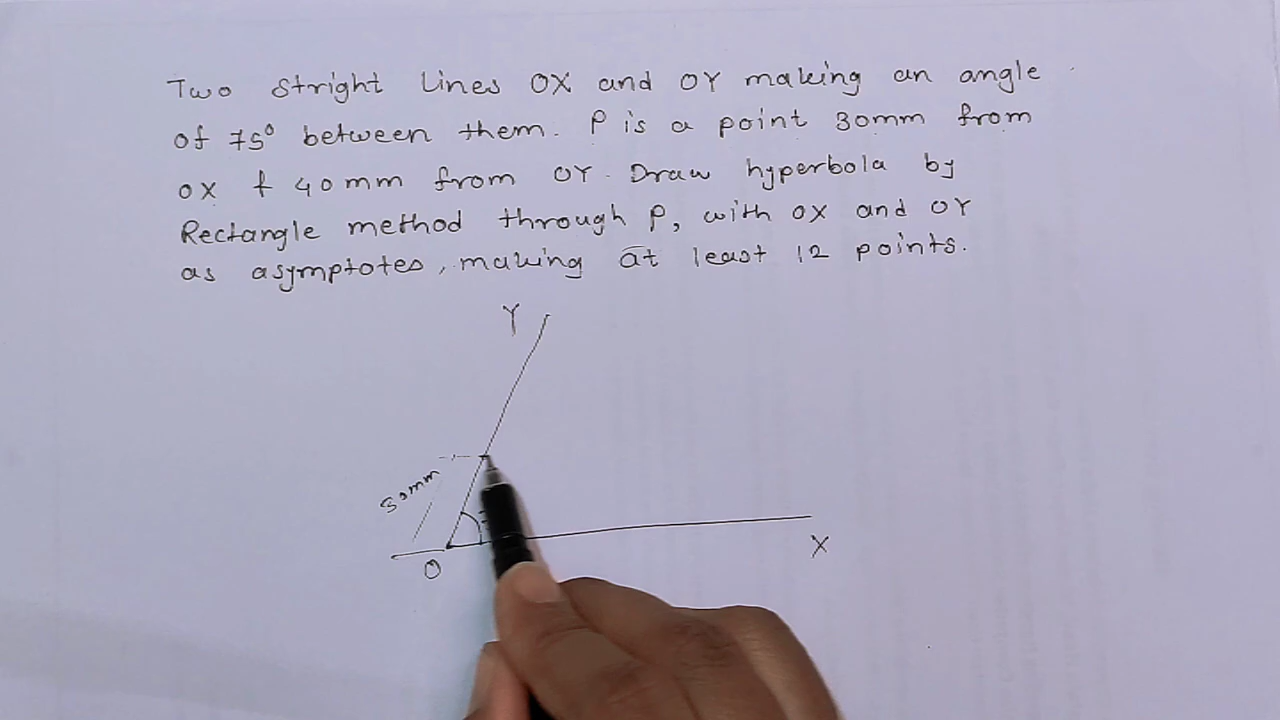 Two Stright Lines OX and OY making an angle
of 75° between them. P is a point 30mm from
OX & 40mm from OY. Draw hyperbola by
Rectangle method through P, with OX and OY
as asymptotes, making at least 12 points.
Y
30mm
X
O